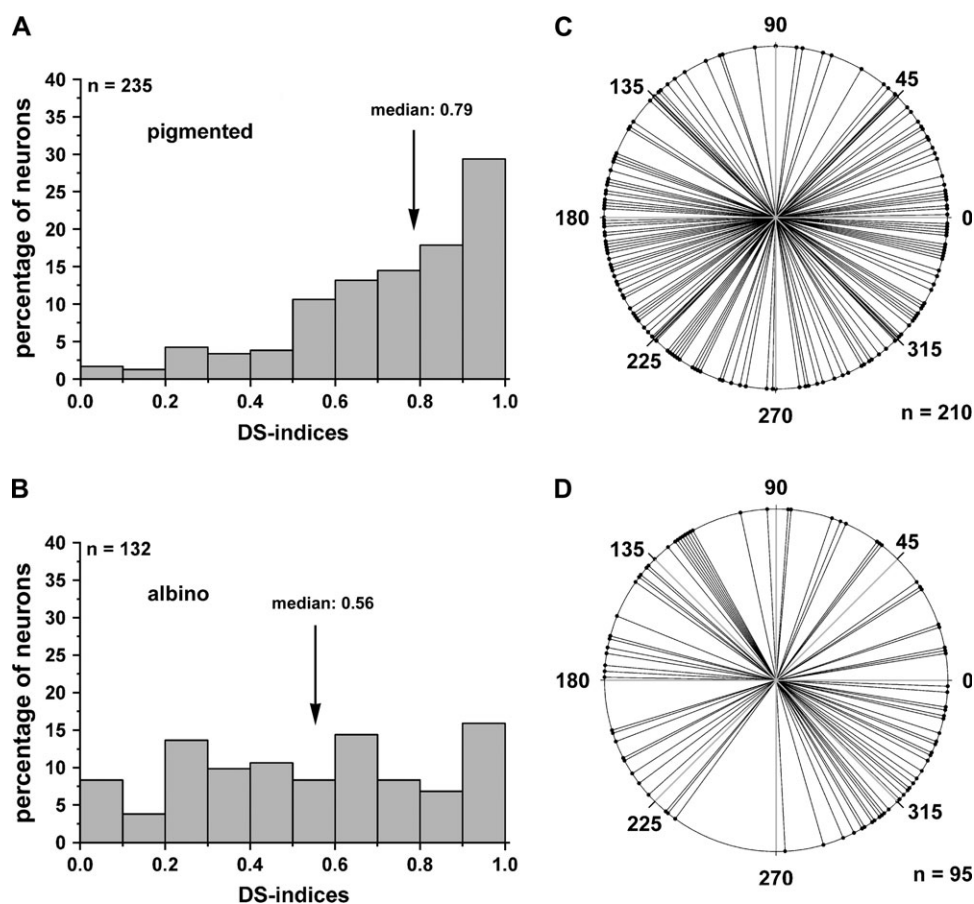 A
n = 235
pigmented
median: 0.79
percentage of neurons
40
35
30
25
20
15
10
5
0
0.0 0.2 0.4 0.6 0.8 1.0
DS-indices
C
90
135 45
180 0
225 315
270
n = 210
B
n = 132
albino
median: 0.56
percentage of neurons
40
35
30
25
20
15
10
5
0
0.0 0.2 0.4 0.6 0.8 1.0
DS-indices
D
90
135 45
180 0
225 315
270
n = 95